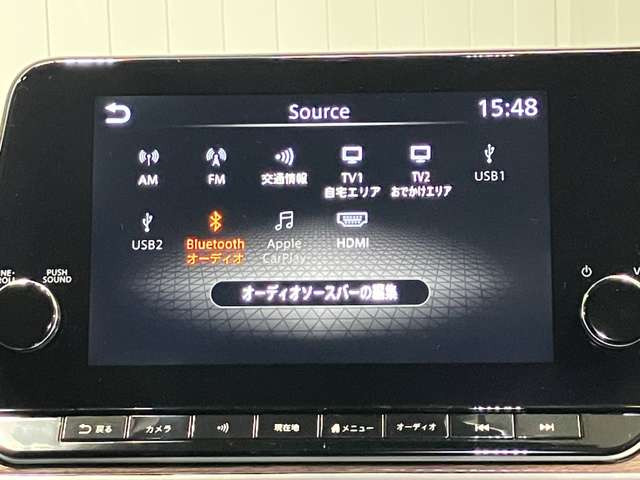 Source
15:48
AM
FM
交通情報
TV1
自宅エリア
TV2
おでかけエリア
USB1
USB2
Bluetooth
オーディオ
Apple
CarPlay
HDMI
オーディオソースバーの編集
PUSH
SOUND
戻る
カメラ
現在地
メニュー
オーディオ